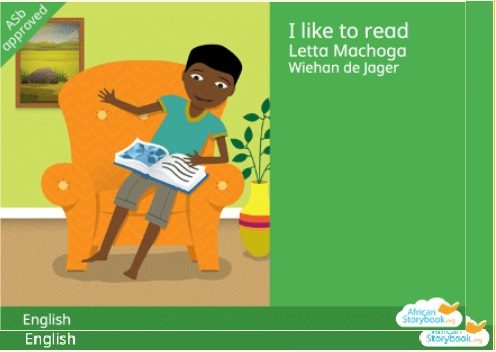 ASb
approved
I like to read
Letta Machoga
Wiehan de Jager
English
African
Storybook.org
English
African
Storybook.org